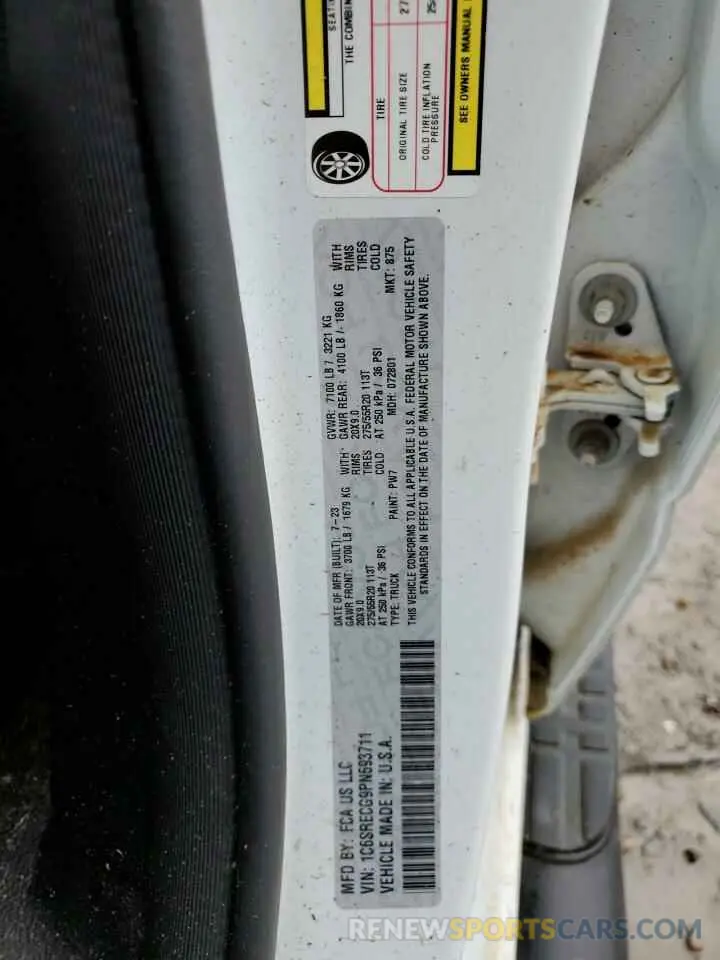 SEATI
THE COMBIN
TIRE
ORIGINAL TIRE SIZE
27
COLD TIRE INFLATION
PRESSURE
SEE OWNERS MANUAL
MFD BY: FCA US LLC
VIN: 1C6SRECG9PN693711
VEHICLE MADE IN: U.S.A.
DATE OF MFR (BUILT): 7-23
GVWR: 7100 LB / 3221 KG
GAWR FRONT: 3700 LB / 1679 KG WITH
GAWR REAR: 4100 LB / 1860 KG WITH
20X9.0 RIMS
20X9.0 RIMS
275/55R20 113T TIRES
275/55R20 113T TIRES
AT 250 kPa / 36 PSI COLD
AT 250 kPa / 36 PSI COLD
TYPE: TRUCK PAINT: PW7 MDH: 072801 MKT: 875
THIS VEHICLE CONFORMS TO ALL APPLICABLE U.S.A. FEDERAL MOTOR VEHICLE SAFETY
STANDARDS IN EFFECT ON THE DATE OF MANUFACTURE SHOWN ABOVE.
RENEWSPORTSCARS.COM